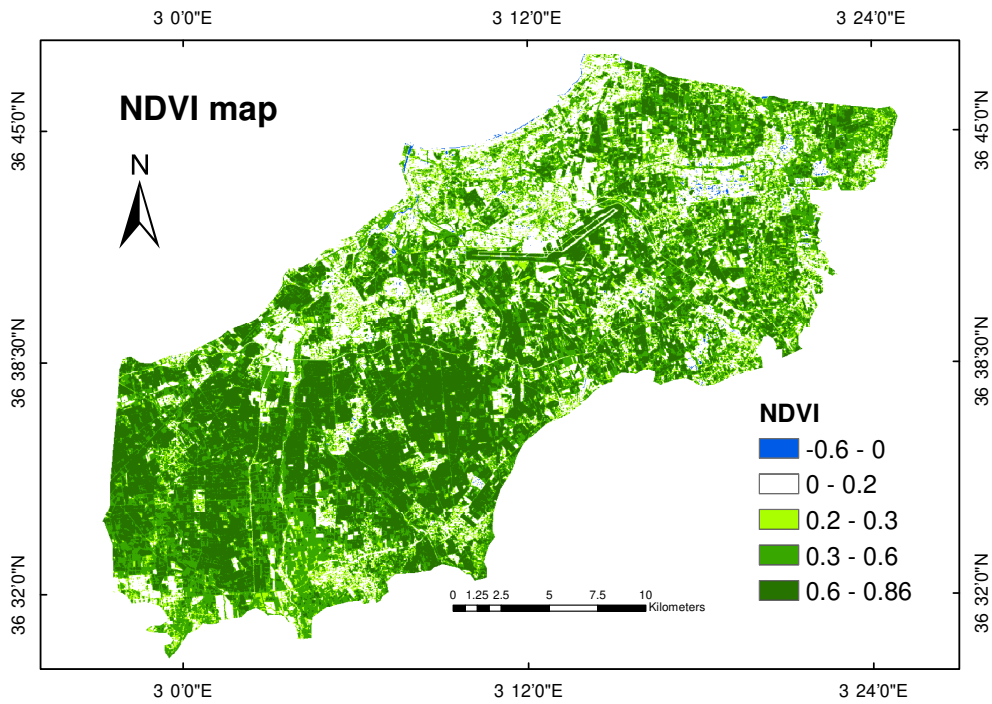 3 0'0"E 3 12'0"E 3 24'0"E
NDVI map
N
36 45'0"N 36 45'0"N
36 38'30"N 36 38'30"N
NDVI
-0.6 - 0
0 - 0.2
0.2 - 0.3
0.3 - 0.6
0.6 - 0.86
36 32'0"N 36 32'0"N
0 1.25 2.5 5 7.5 10
Kilometers
3 0'0"E 3 12'0"E 3 24'0"E